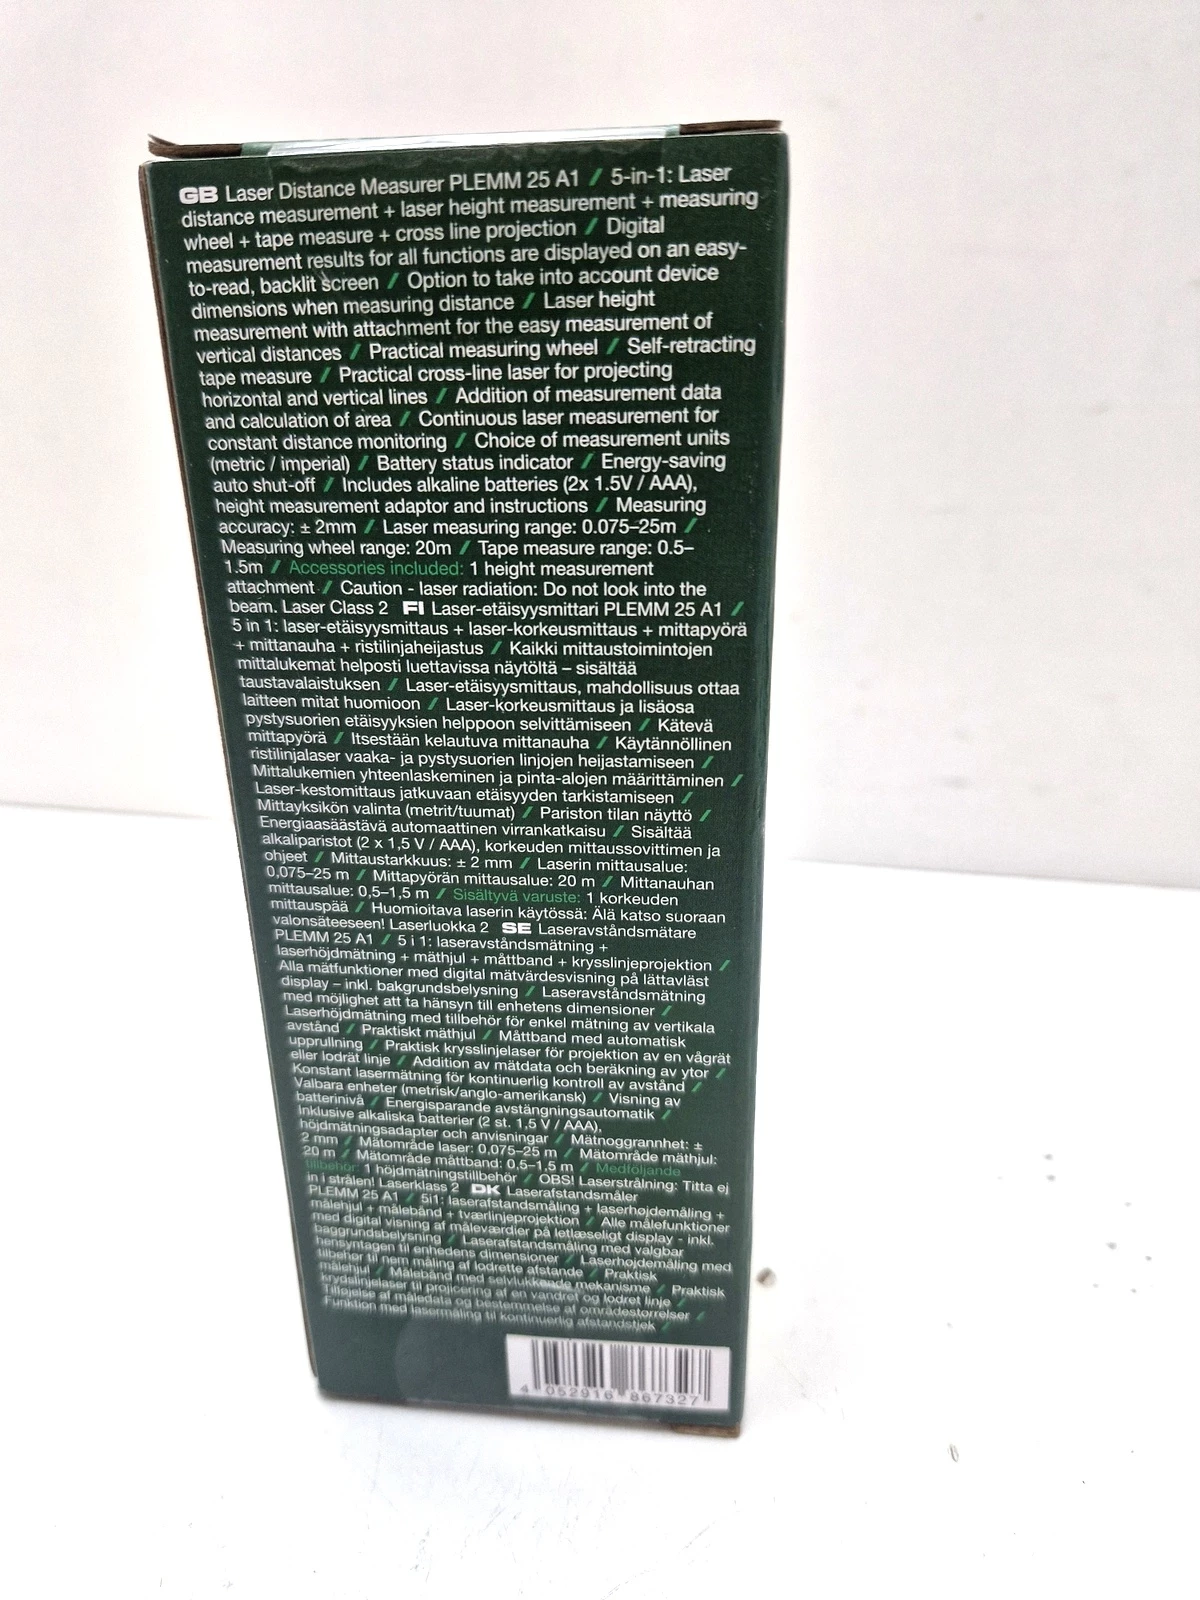 GB Laser Distance Measurer PLEMM 25 A1 / 5-in-1: Laser
distance measurement + laser height measurement + measuring
wheel + tape measure + cross line projection / Digital
measurement results for all functions are displayed on an easy-
to-read, backlit screen / Option to take into account device
dimensions when measuring distance / Laser height
measurement with attachment for the easy measurement of
vertical distances / Practical measuring wheel / Self-retracting
tape measure / Practical cross-line laser for projecting
horizontal and vertical lines / Addition of measurement data
and calculation of area / Continuous laser measurement for
constant distance monitoring / Choice of measurement units
(metric / imperial) / Battery status indicator / Energy-saving
auto shut-off / Includes alkaline batteries (2x 1.5V / AAA),
height measurement adaptor and instructions / Measuring
accuracy: ± 2mm / Laser measuring range: 0.075–25m /
Measuring wheel range: 20m / Tape measure range: 0.5–
1.5m / Accessories included: 1 height measurement
attachment / Caution - laser radiation: Do not look into the
beam. Laser Class 2 FI Laser-etäisyysmittari PLEMM 25 A1 /
5 in 1: laser-etäisyysmittaus + laser-korkeusmittaus + mittapyörä
+ mittanauha + ristilinjaheijastus / Kaikki mittaustoimintojen
mittalukemat helposti luettavissa näytöltä – sisältää
taustavalaistuksen / Laser-etäisyysmittaus, mahdollisuus ottaa
laitteen mitat huomioon / Laser-korkeusmittaus ja lisäosa
pystysuorien etäisyyksien helppoon selvittämiseen / Kätevä
mittapyörä / Itsestään kelautuva mittanauha / Käytännöllinen
ristilinjalaser vaaka- ja pystysuorien linjojen heijastamiseen /
Mittalukemien yhteenlaskeminen ja pinta-alojen määrittäminen /
Laser-kestomittaus jatkuvaan etäisyyden tarkistamiseen /
Mittayksikön valinta (metrit/tuumat) / Pariston tilan näyttö /
Energiaasäästävä automaattinen virrankatkaisu / Sisältää
alkaliparistot (2 x 1,5 V / AAA), korkeuden mittaussovittimen ja
ohjeet / Mittaustarkkuus: ± 2 mm / Laserin mittausalue:
0,075–25 m / Mittapyörän mittausalue: 20 m / Mittanauhan
mittausalue: 0,5–1,5 m / Sisältyvä varuste: 1 korkeuden
mittauspää / Huomioitava laserin käytössä: Älä katso suoraan
valonsäteeseen! Laserluokka 2 SE Laseravståndsmätare
PLEMM 25 A1 / 5 i 1: laseravståndsmätning +
laserhöjdmätning + mäthjul + måttband + krysslinjeprojektion /
Alla mätfunktioner med digital mätvärdesvisning på lättavläst
display – inkl. bakgrundsbelysning / Laseravståndsmätning
med möjlighet att ta hänsyn till enhetens dimensioner /
Laserhöjdmätning med tillbehör för enkel mätning av vertikala
avstånd / Praktiskt mäthjul / Måttband med automatisk
upprullning / Praktisk krysslinjelaser för projektion av en vågrät
eller lodrät linje / Addition av mätdata och beräkning av ytor /
Konstant lasermätning för kontinuerlig kontroll av avstånd /
Valbara enheter (metrisk/anglo-amerikansk) / Visning av
batterinivå / Energisparande avstängningsautomatik /
Inklusive alkaliska batterier (2 st. 1,5 V / AAA),
höjdmätningsadapter och anvisningar / Mätnoggrannhet: ±
2 mm / Mätområde laser: 0,075–25 m / Mätområde mäthjul:
20 m / Mätområde måttband: 0,5–1,5 m / Medföljande
tillbehör: 1 höjdmätningstillbehör / OBS! Laserstrålning: Titta ej
in i strålen! Laserklass 2 DK Laserafstandsmåler
PLEMM 25 A1 / 5i1: laserafstandsmåling + laserhøjdemåling +
målehjul + målebånd + tværlinjeprojektion / Alle målefunktioner
med digital visning af måleværdier på letlæseligt display - inkl.
baggrundsbelysning / Laserafstandsmåling med valgbar
hensyntagen til enhedens dimensioner / Laserhøjdemåling med
tilbehør til nem måling af lodrette afstande / Praktisk
målehjul / Målebånd med selvlukkende mekanisme / Praktisk
krydslinjelaser til projicering af en vandret og lodret linje /
Tilføjelse af måledata og bestemmelse af områdestørrelser /
Funktion med lasermåling til kontinuerlig afstandstjek /
4 052916 867327